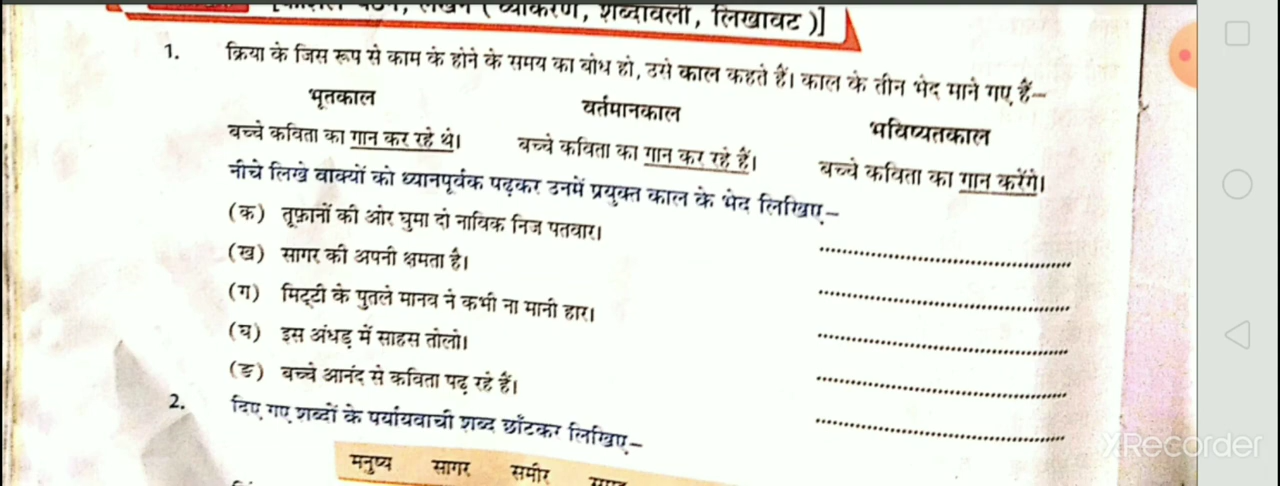 लेखन ( व्याकरण, शब्दावली, लिखावट )]
1. क्रिया के जिस रूप से काम के होने के समय का बोध हो, उसे काल कहते हैं। काल के तीन भेद माने गए हैं–
भूतकाल वर्तमानकाल भविष्यतकाल
बच्चे कविता का गान कर रहे थे। बच्चे कविता का गान कर रहे हैं। बच्चे कविता का गान करेंगे।
नीचे लिखे वाक्यों को ध्यानपूर्वक पढ़कर उनमें प्रयुक्त काल के भेद लिखिए–
(क) तूफ़ानों की ओर घुमा दो नाविक निज पतवार।
(ख) सागर की अपनी क्षमता है।
(ग) मिट्टी के पुतले मानव ने कभी ना मानी हार।
(घ) इस अंधड़ में साहस तोलो।
(ङ) बच्चे आनंद से कविता पढ़ रहे हैं।
2. दिए गए शब्दों के पर्यायवाची शब्द छाँटकर लिखिए–
मनुष्य सागर समीर
XRecorder